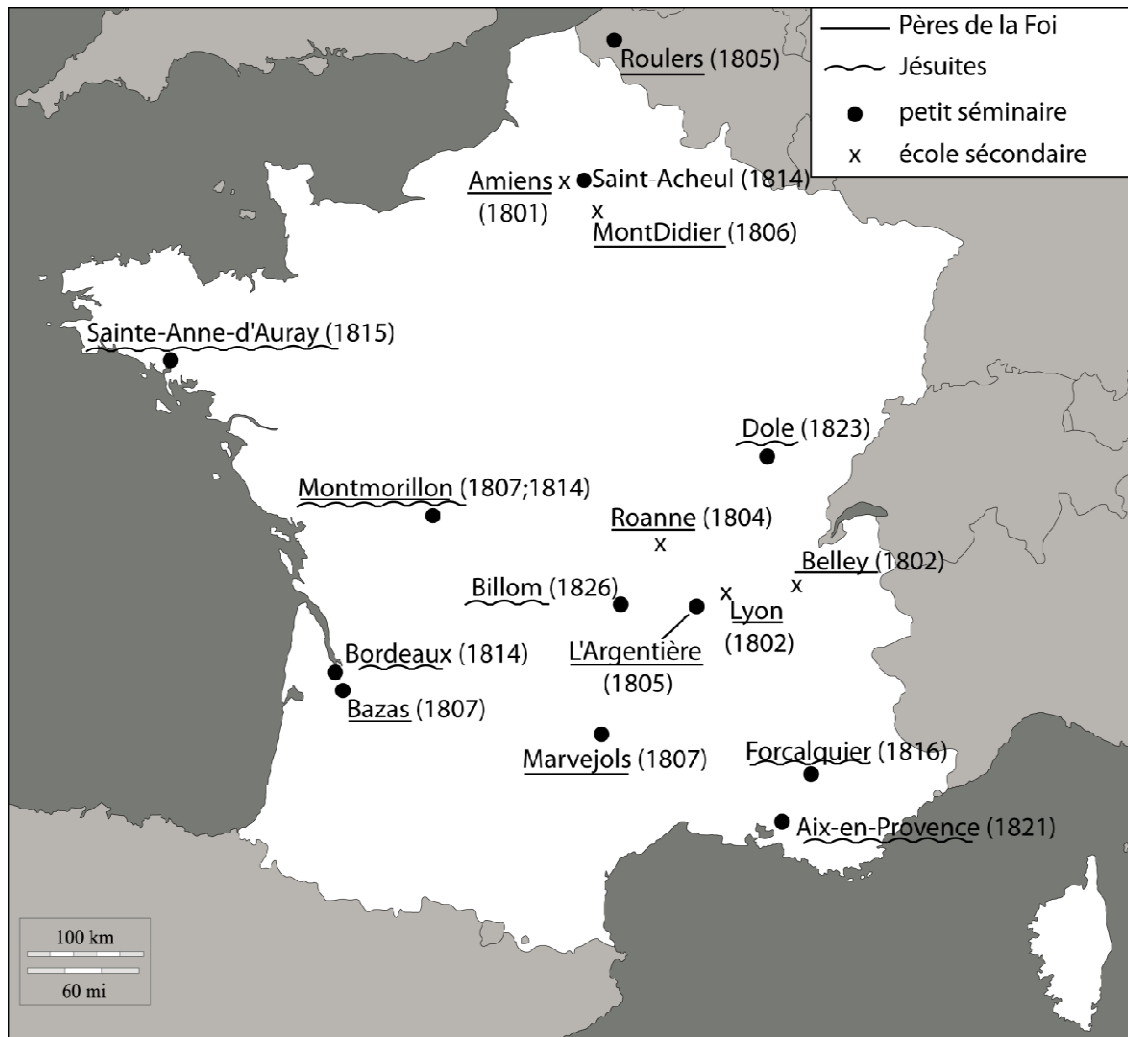 Pères de la Foi
Jésuites
petit séminaire
x école sécondaire
Roulers (1805)
Amiens x Saint-Acheul (1814)
(1801)
x
MontDidier (1806)
Sainte-Anne-d'Auray (1815)
Dole (1823)
Montmorillon (1807;1814)
Roanne (1804)
x
Belley (1802)
x
Billom (1826)
x
Lyon
(1802)
L'Argentière
(1805)
Bordeaux (1814)
Bazas (1807)
Marvejols (1807)
Forcalquier (1816)
Aix-en-Provence (1821)
100 km
60 mi